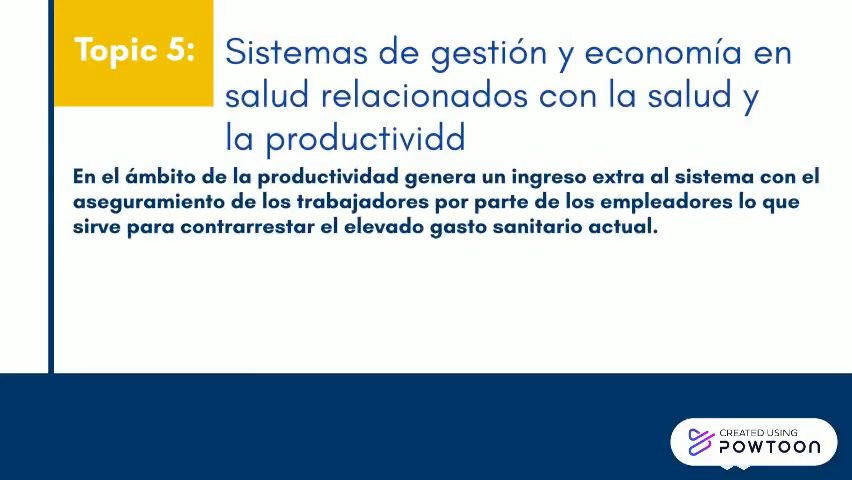 Topic 5:
Sistemas de gestión y economía en
salud relacionados con la salud y
la productividd
En el ámbito de la productividad genera un ingreso extra al sistema con el
aseguramiento de los trabajadores por parte de los empleadores lo que
sirve para contrarrestar el elevado gasto sanitario actual.
CREATED USING
POWTOON